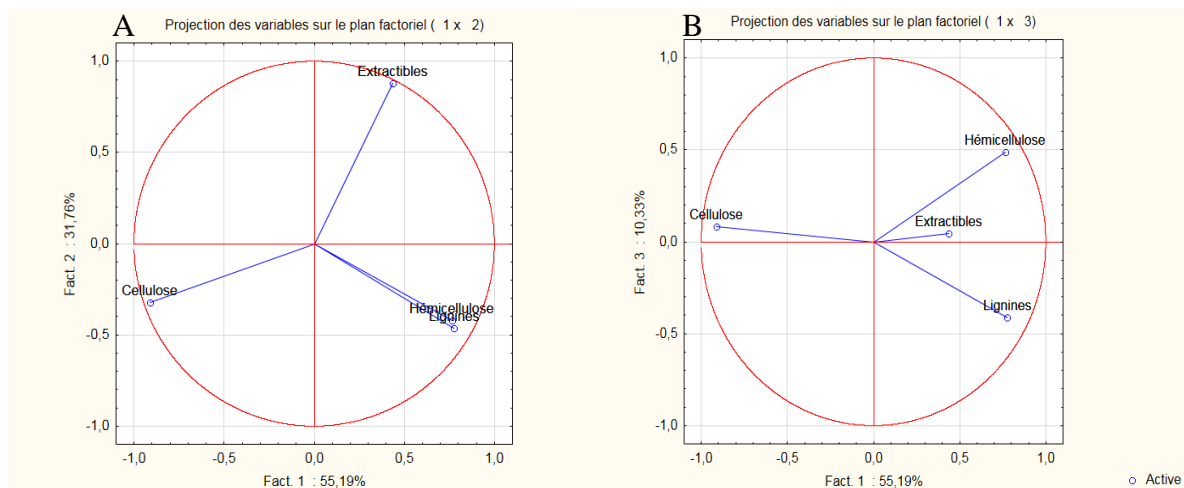 A
Projection des variables sur le plan factoriel ( 1 x 2)
1,0
0,5
0,0
-0,5
-1,0
Fact. 2 : 31,76%
Extractibles
Cellulose
Hémicellulose
Lignines
-1,0 -0,5 0,0 0,5 1,0
Fact. 1 : 55,19%
B
Projection des variables sur le plan factoriel ( 1 x 3)
1,0
0,5
0,0
-0,5
-1,0
Fact. 3 : 10,33%
Hémicellulose
Cellulose
Extractibles
Lignines
-1,0 -0,5 0,0 0,5 1,0
Fact. 1 : 55,19%
Active